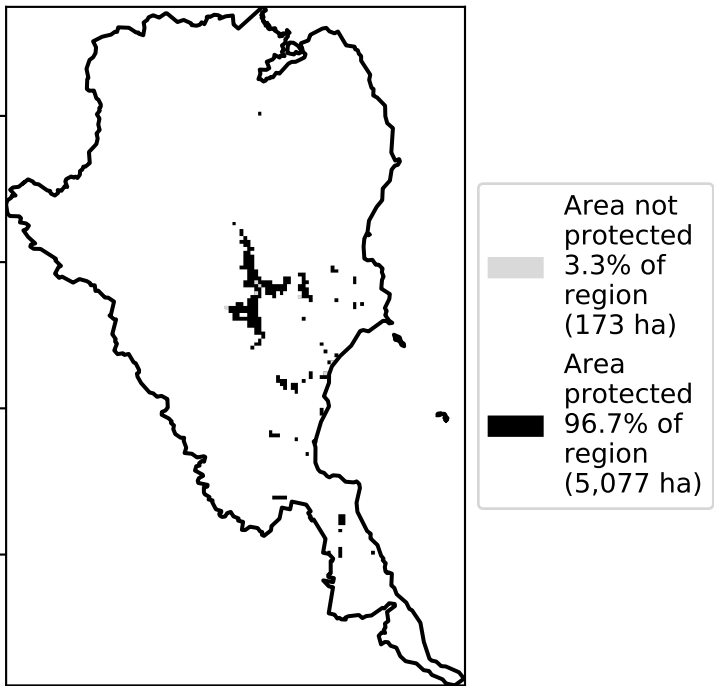 Area not
protected
3.3% of
region
(173 ha)
Area
protected
96.7% of
region
(5,077 ha)